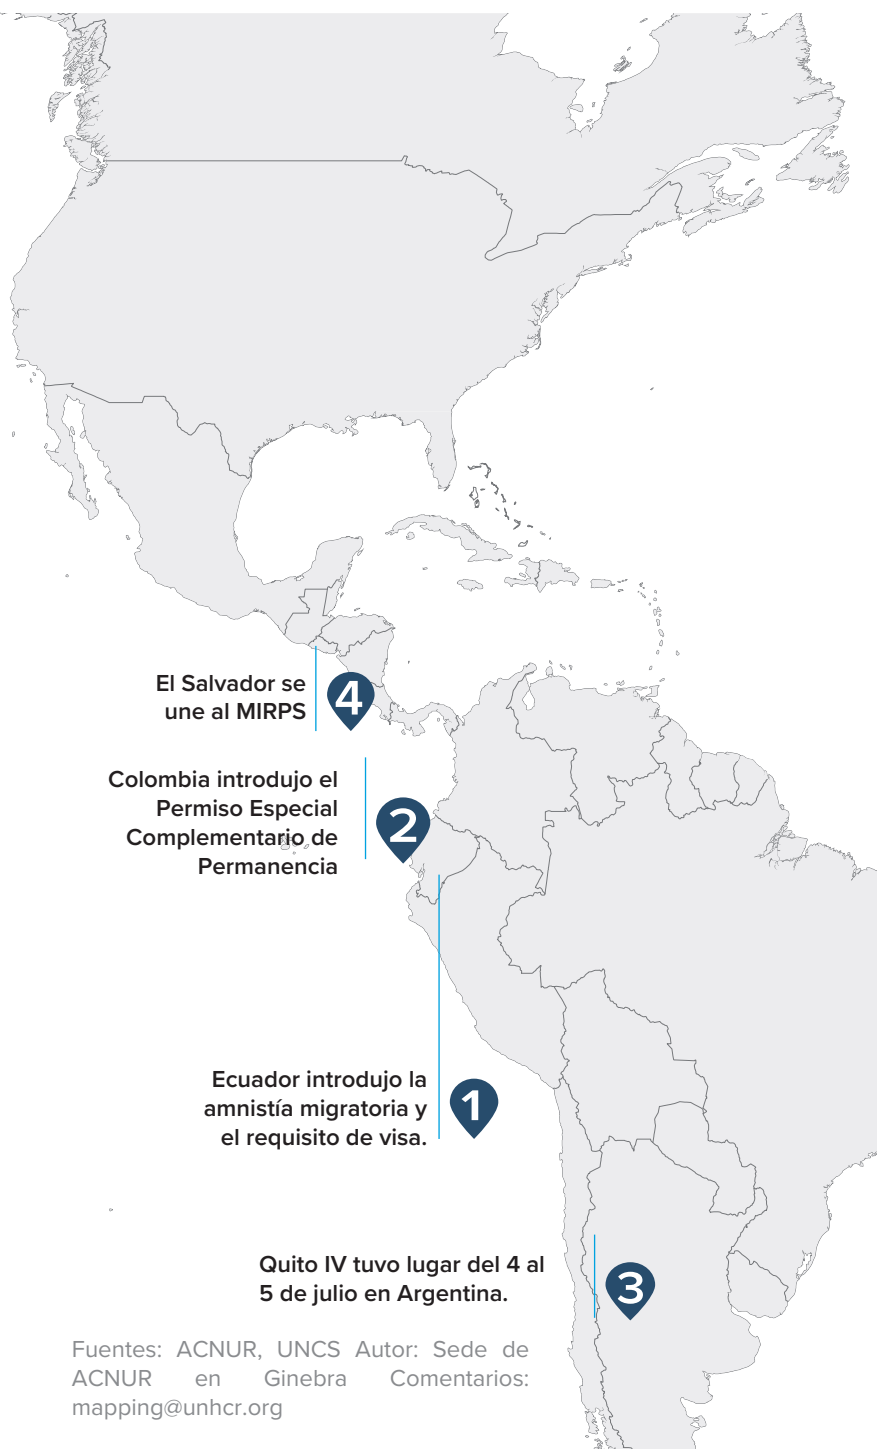 El Salvador se
une al MIRPS
4
Colombia introdujo el
Permiso Especial
Complementario de
Permanencia
2
Ecuador introdujo la
amnistía migratoria y
el requisito de visa.
1
Quito IV tuvo lugar del 4 al
5 de julio en Argentina.
3
Fuentes: ACNUR, UNCS Autor: Sede de
ACNUR en Ginebra Comentarios:
mapping@unhcr.org